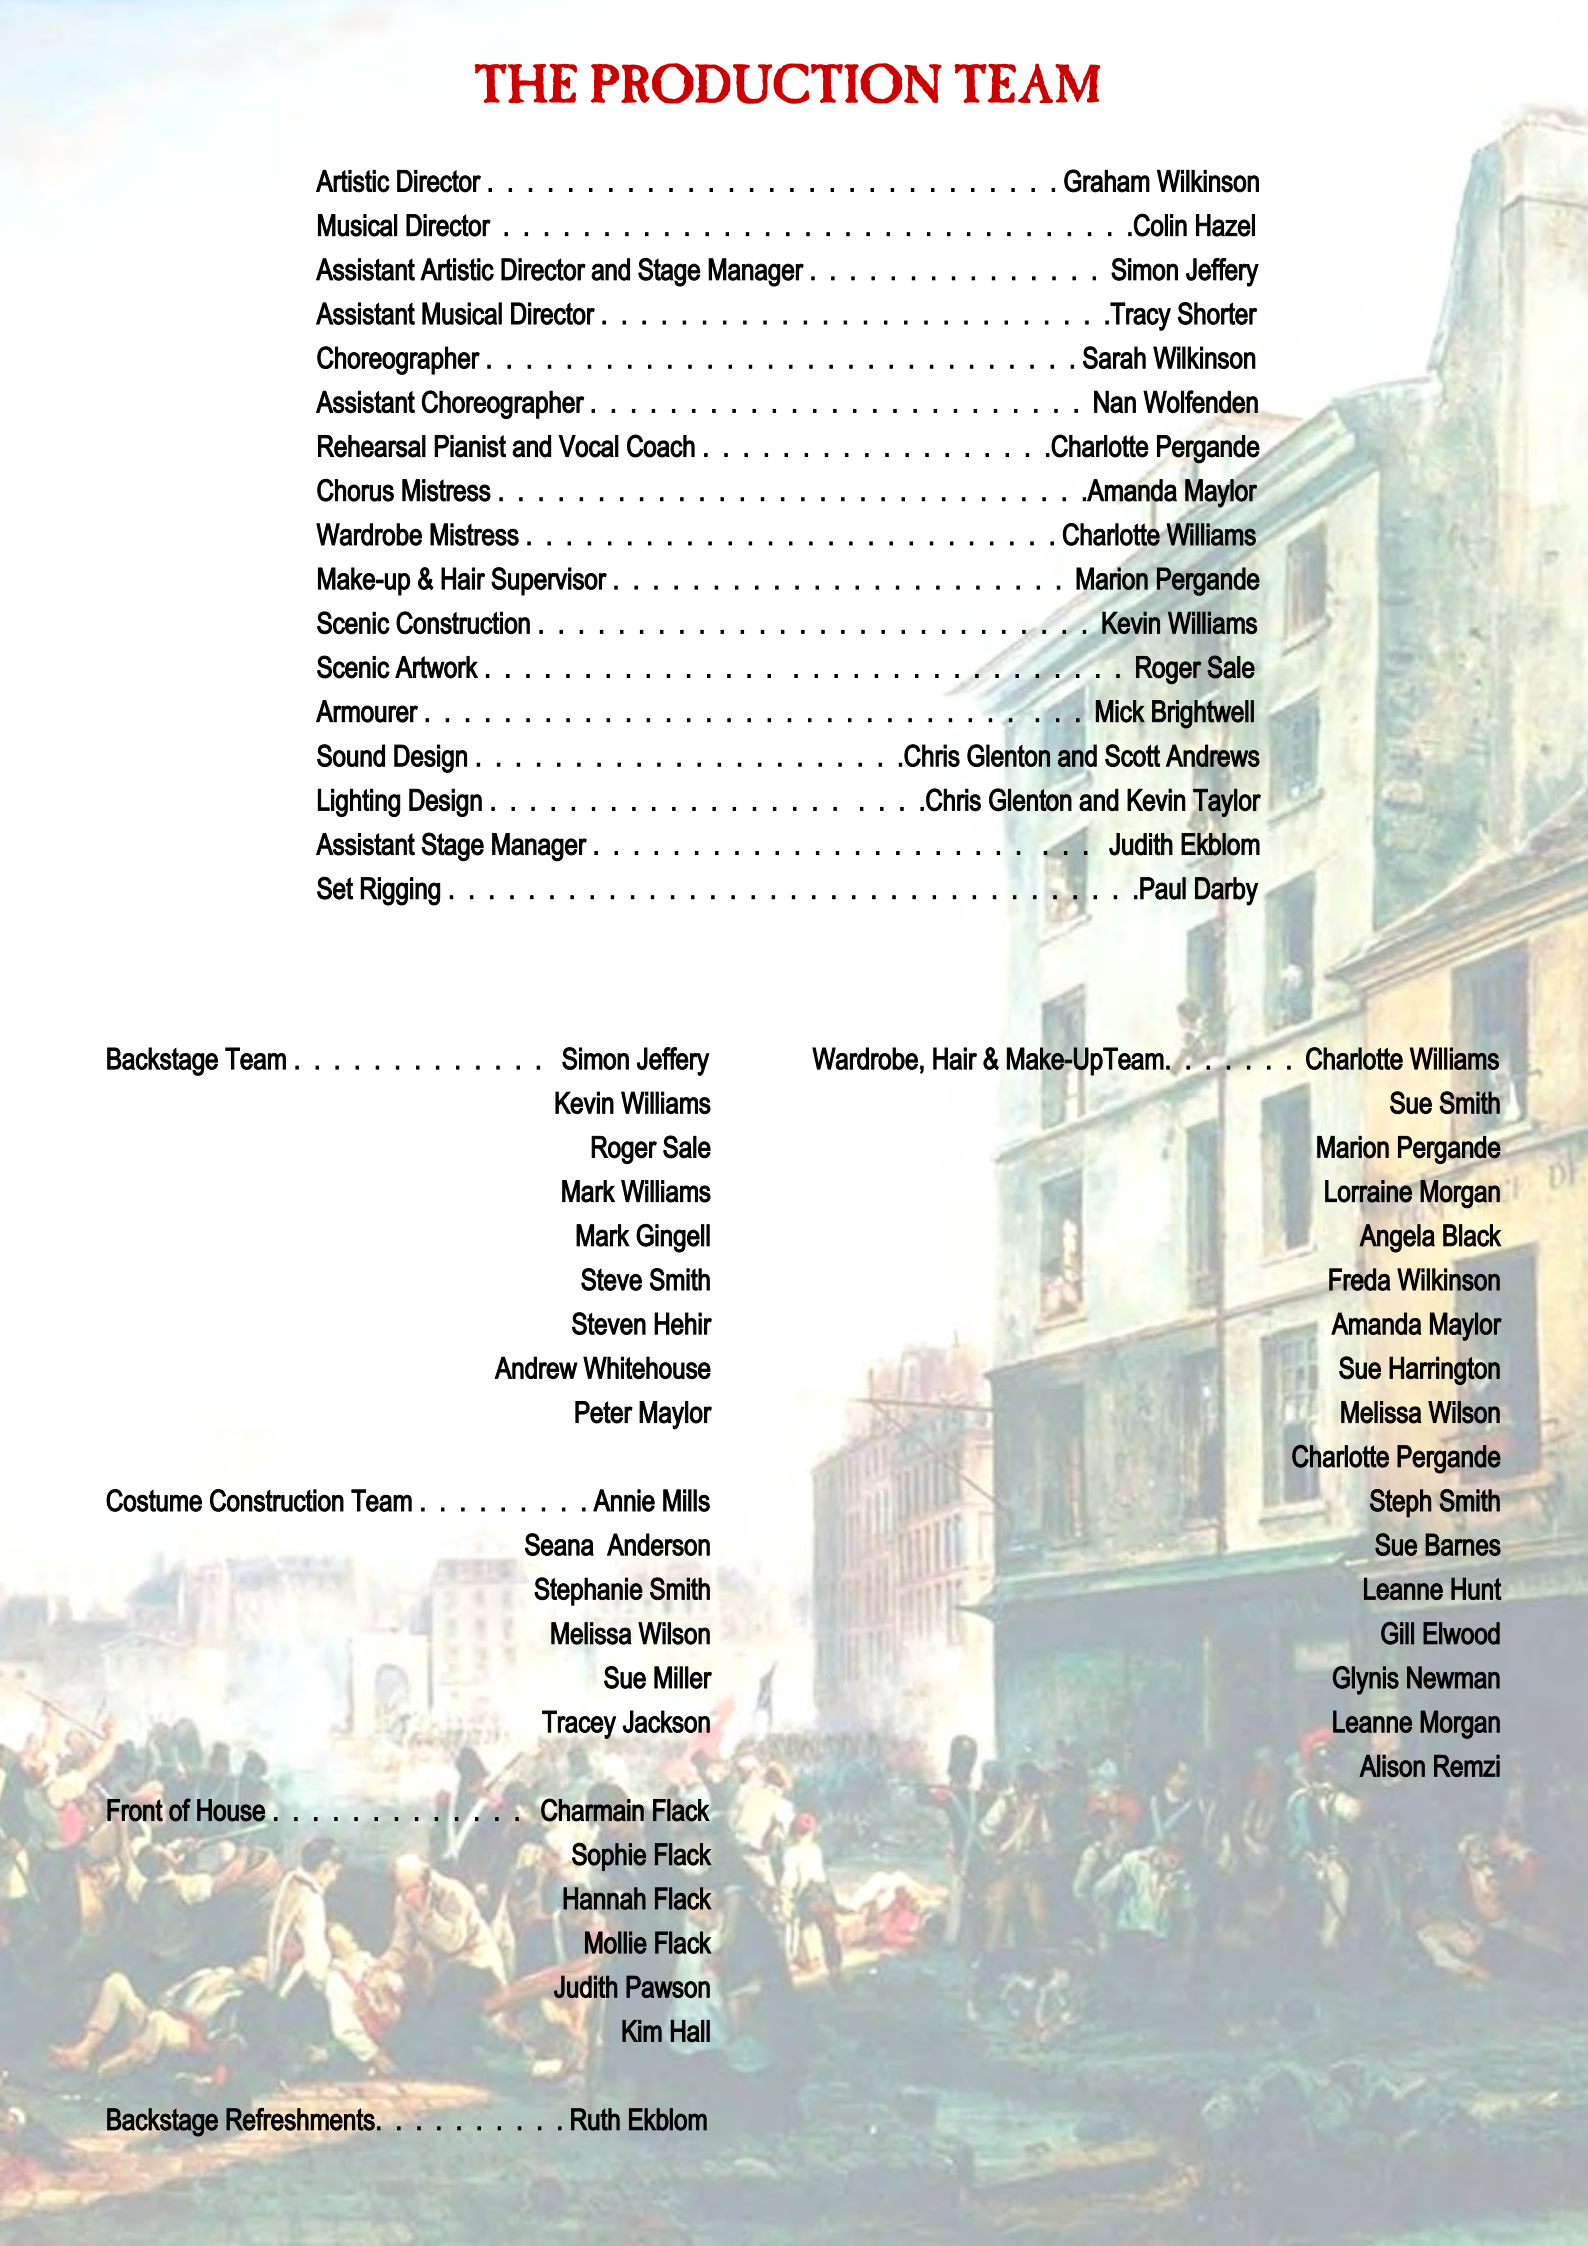 THE PRODUCTION TEAM
Artistic Director . . . . . . . . . . . . . . . . . . . . . . . . . . . . . Graham Wilkinson
Musical Director . . . . . . . . . . . . . . . . . . . . . . . . . . . . . . . .Colin Hazel
Assistant Artistic Director and Stage Manager . . . . . . . . . . . . . . . Simon Jeffery
Assistant Musical Director . . . . . . . . . . . . . . . . . . . . . . . . . .Tracy Shorter
Choreographer . . . . . . . . . . . . . . . . . . . . . . . . . . . . . . Sarah Wilkinson
Assistant Choreographer . . . . . . . . . . . . . . . . . . . . . . . . . Nan Wolfenden
Rehearsal Pianist and Vocal Coach . . . . . . . . . . . . . . . . . .Charlotte Pergande
Chorus Mistress . . . . . . . . . . . . . . . . . . . . . . . . . . . . . .Amanda Maylor
Wardrobe Mistress . . . . . . . . . . . . . . . . . . . . . . . . . . . Charlotte Williams
Make-up & Hair Supervisor . . . . . . . . . . . . . . . . . . . . . . . Marion Pergande
Scenic Construction . . . . . . . . . . . . . . . . . . . . . . . . . . . . Kevin Williams
Scenic Artwork . . . . . . . . . . . . . . . . . . . . . . . . . . . . . . . . Roger Sale
Armourer . . . . . . . . . . . . . . . . . . . . . . . . . . . . . . . . . Mick Brightwell
Sound Design . . . . . . . . . . . . . . . . . . . . . .Chris Glenton and Scott Andrews
Lighting Design . . . . . . . . . . . . . . . . . . . . . .Chris Glenton and Kevin Taylor
Assistant Stage Manager . . . . . . . . . . . . . . . . . . . . . . . . . Judith Ekblom
Set Rigging . . . . . . . . . . . . . . . . . . . . . . . . . . . . . . . . . . .Paul Darby
Backstage Team . . . . . . . . . . . . . Simon Jeffery
Kevin Williams
Roger Sale
Mark Williams
Mark Gingell
Steve Smith
Steven Hehir
Andrew Whitehouse
Peter Maylor
Costume Construction Team . . . . . . . . . Annie Mills
Seana Anderson
Stephanie Smith
Melissa Wilson
Sue Miller
Tracey Jackson
Front of House . . . . . . . . . . . . . Charmain Flack
Sophie Flack
Hannah Flack
Mollie Flack
Judith Pawson
Kim Hall
Backstage Refreshments. . . . . . . . . . Ruth Ekblom
Wardrobe, Hair & Make-UpTeam. . . . . . . Charlotte Williams
Sue Smith
Marion Pergande
Lorraine Morgan
Angela Black
Freda Wilkinson
Amanda Maylor
Sue Harrington
Melissa Wilson
Charlotte Pergande
Steph Smith
Sue Barnes
Leanne Hunt
Gill Elwood
Glynis Newman
Leanne Morgan
Alison Remzi